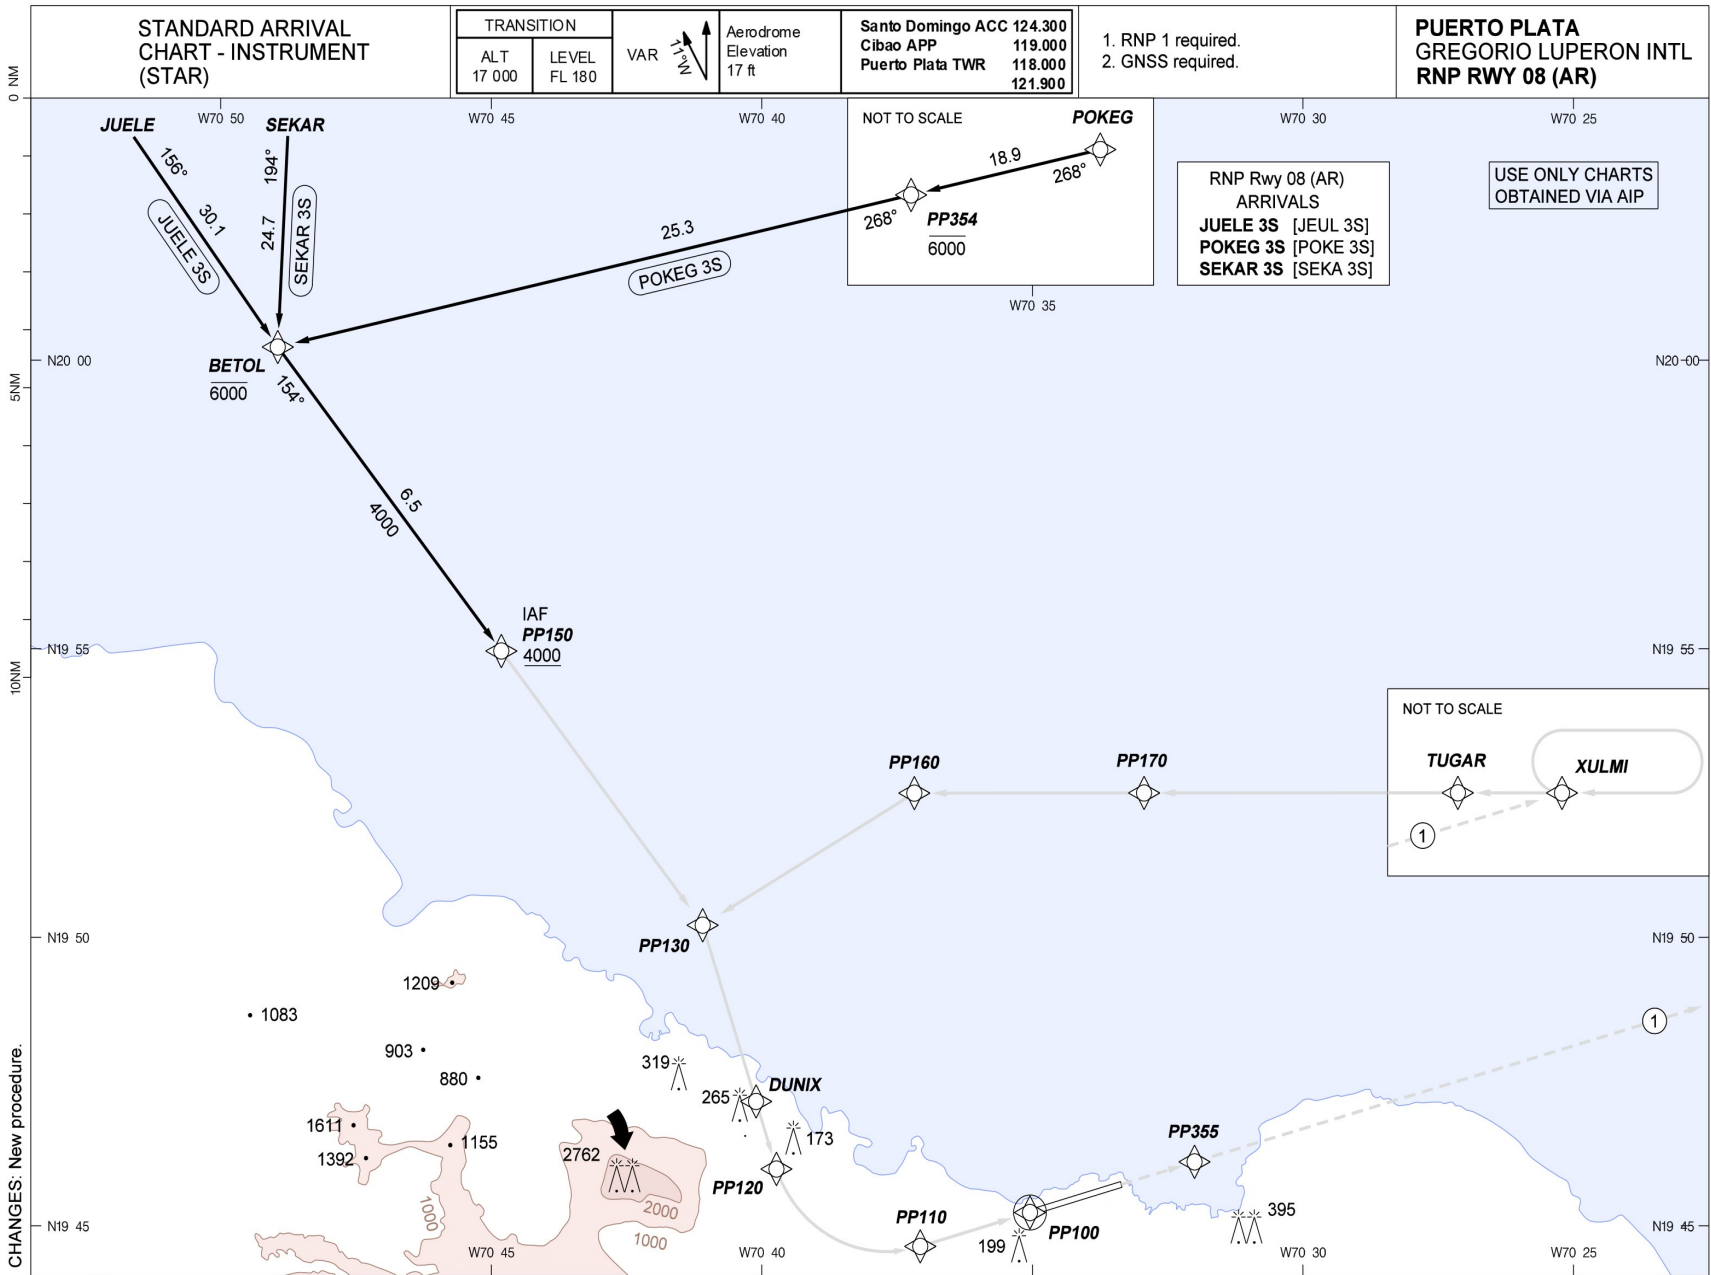 STANDARD ARRIVAL
CHART - INSTRUMENT
(STAR)
TRANSITION
ALT
17 000
LEVEL
FL 180
VAR
11°W
Aerodrome
Elevation
17 ft
Santo Domingo ACC 124.300
Cibao APP 119.000
Puerto Plata TWR 118.000
121.900
1. RNP 1 required.
2. GNSS required.
PUERTO PLATA
GREGORIO LUPERON INTL
RNP RWY 08 (AR)
0 NM
5NM
10NM
W70 50
W70 45
W70 40
W70 30
W70 25
JUELE
156°
30.1
JUELE 3S
SEKAR
194°
24.7
SEKAR 3S
NOT TO SCALE
POKEG
18.9
268°
PP354
6000
268°
25.3
POKEG 3S
W70 35
RNP Rwy 08 (AR)
ARRIVALS
JUELE 3S [JEUL 3S]
POKEG 3S [POKE 3S]
SEKAR 3S [SEKA 3S]
USE ONLY CHARTS
OBTAINED VIA AIP
N20 00
N20 00
BETOL
6000
154°
6.5
4000
IAF
PP150
4000
N19 55
N19 55
NOT TO SCALE
TUGAR
XULMI
1
PP160
PP170
PP130
N19 50
N19 50
1209
1083
903
880
319
265
DUNIX
173
1
1611
1155
1392
2762
PP120
PP355
2000
1000
1000
PP110
PP100
199
395
N19 45
N19 45
W70 45
W70 40
W70 30
W70 25
CHANGES: New procedure.